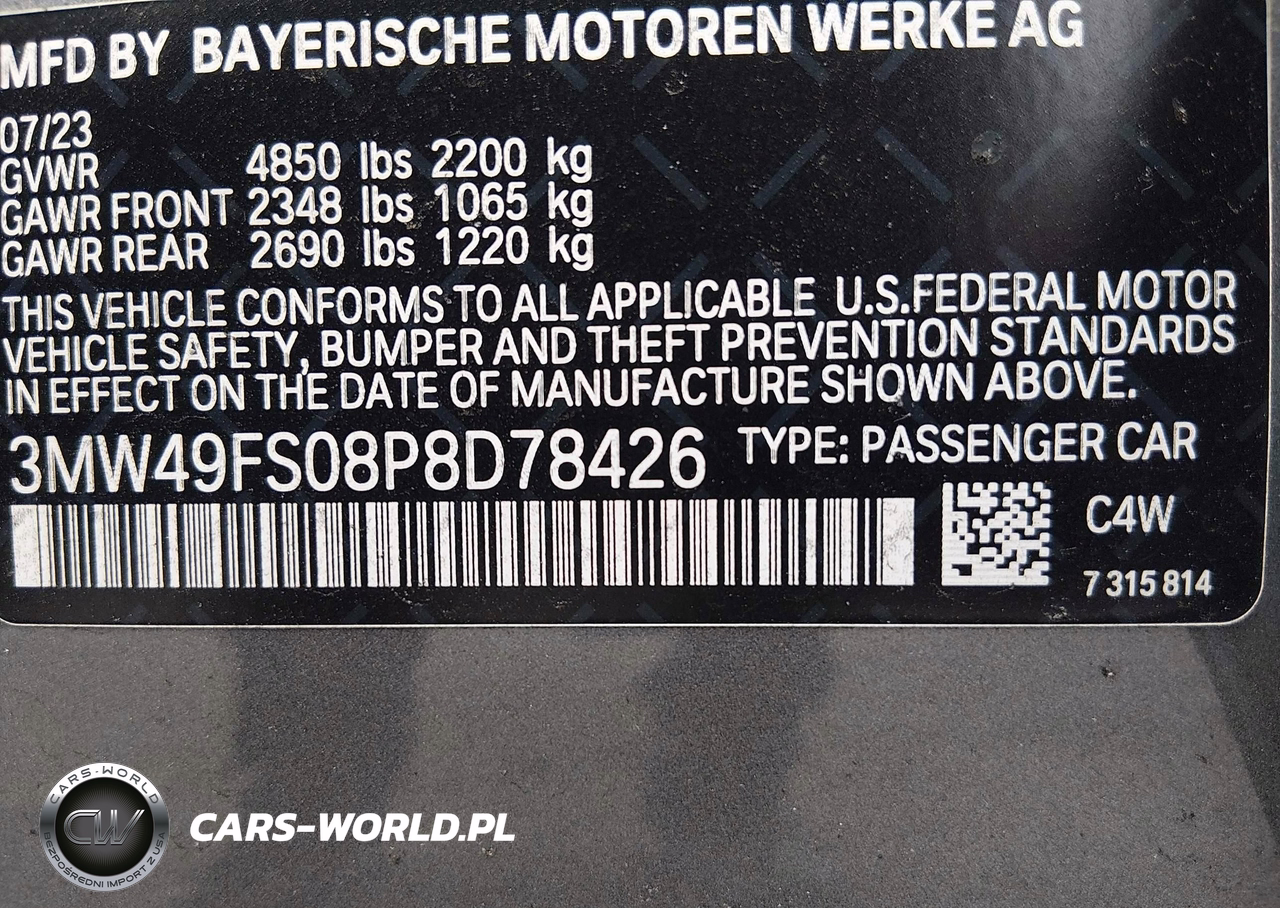 MFD BY BAYERISCHE MOTOREN WERKE AG
07/23
GVWR 4850 lbs 2200 kg
GAWR FRONT 2348 lbs 1065 kg
GAWR REAR 2690 lbs 1220 kg
THIS VEHICLE CONFORMS TO ALL APPLICABLE U.S.FEDERAL MOTOR
VEHICLE SAFETY, BUMPER AND THEFT PREVENTION STANDARDS
IN EFFECT ON THE DATE OF MANUFACTURE SHOWN ABOVE.
3MW49FS08P8D78426 TYPE: PASSENGER CAR
C4W
7 315 814
CARS-WORLD
CW
BEZPOŚREDNI IMPORT Z USA
CARS-WORLD.PL